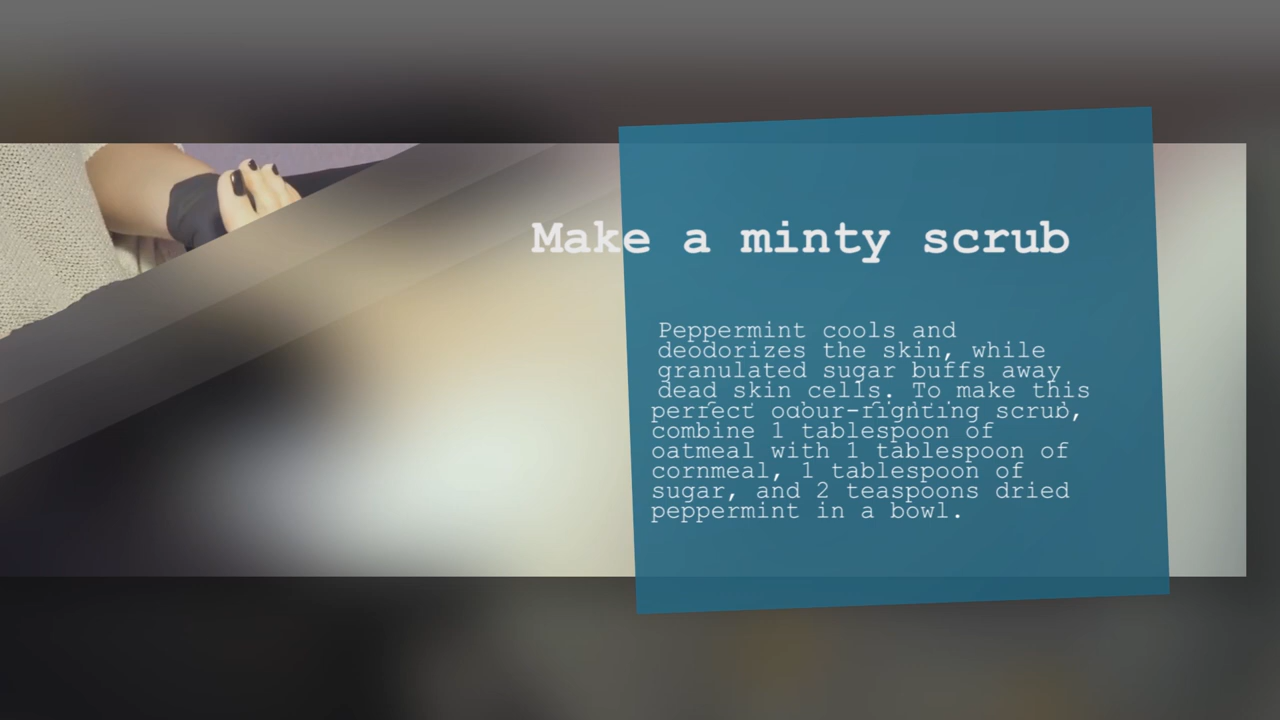 Make a minty scrub
Peppermint cools and
deodorizes the skin, while
granulated sugar buffs away
dead skin cells. To make this
perfect odour-fighting scrub,
combine 1 tablespoon of
oatmeal with 1 tablespoon of
cornmeal, 1 tablespoon of
sugar, and 2 teaspoons dried
peppermint in a bowl.